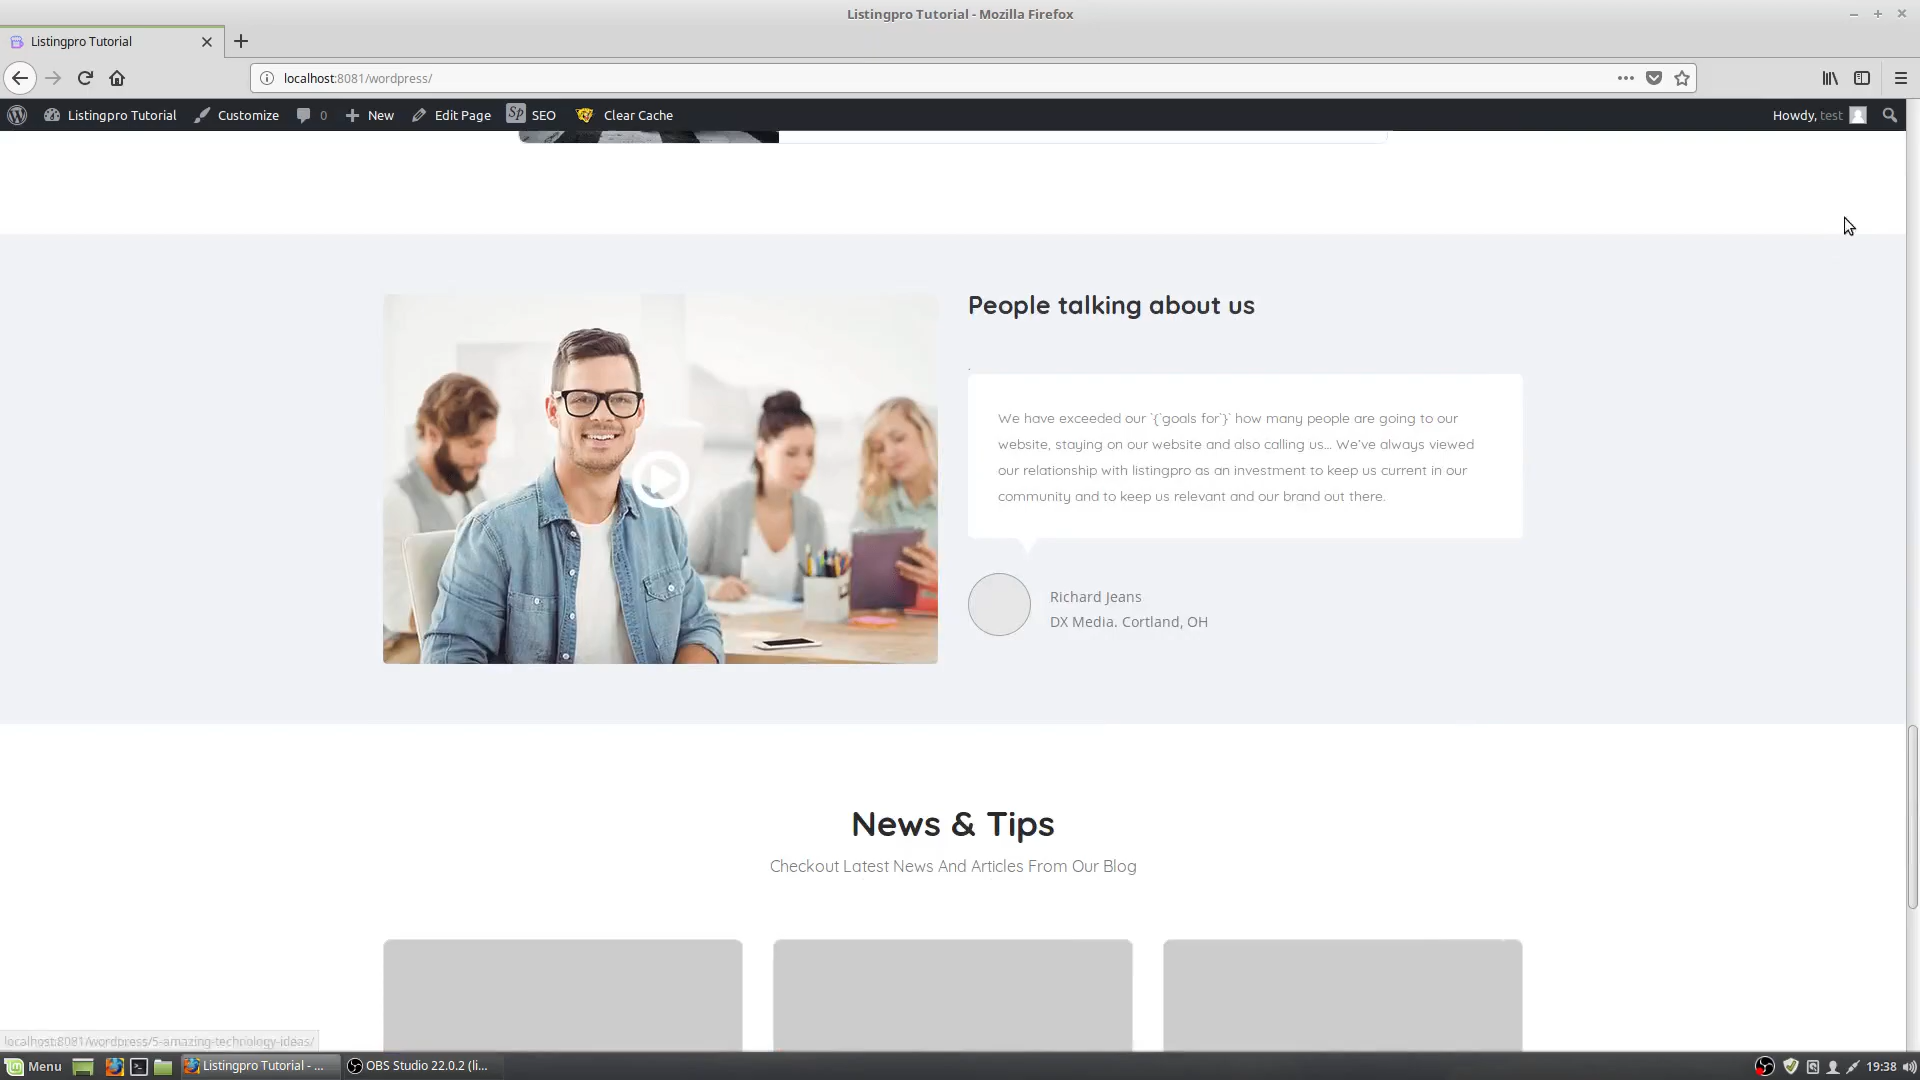 Listingpro Tutorial - Mozilla Firefox
Listingpro Tutorial
localhost:8081/wordpress/
Listingpro Tutorial Customize 0 New Edit Page SEO Clear Cache Howdy, test
People talking about us
.
We have exceeded our `{`goals for`}` how many people are going to our
website, staying on our website and also calling us… We’ve always viewed
our relationship with listingpro as an investment to keep us current in our
community and to keep us relevant and our brand out there.
Richard Jeans
DX Media. Cortland, OH
News & Tips
Checkout Latest News And Articles From Our Blog
localhost:8081/wordpress/5-amazing-technology-ideas/
Menu Listingpro Tutorial - ... OBS Studio 22.0.2 (li... 19:38